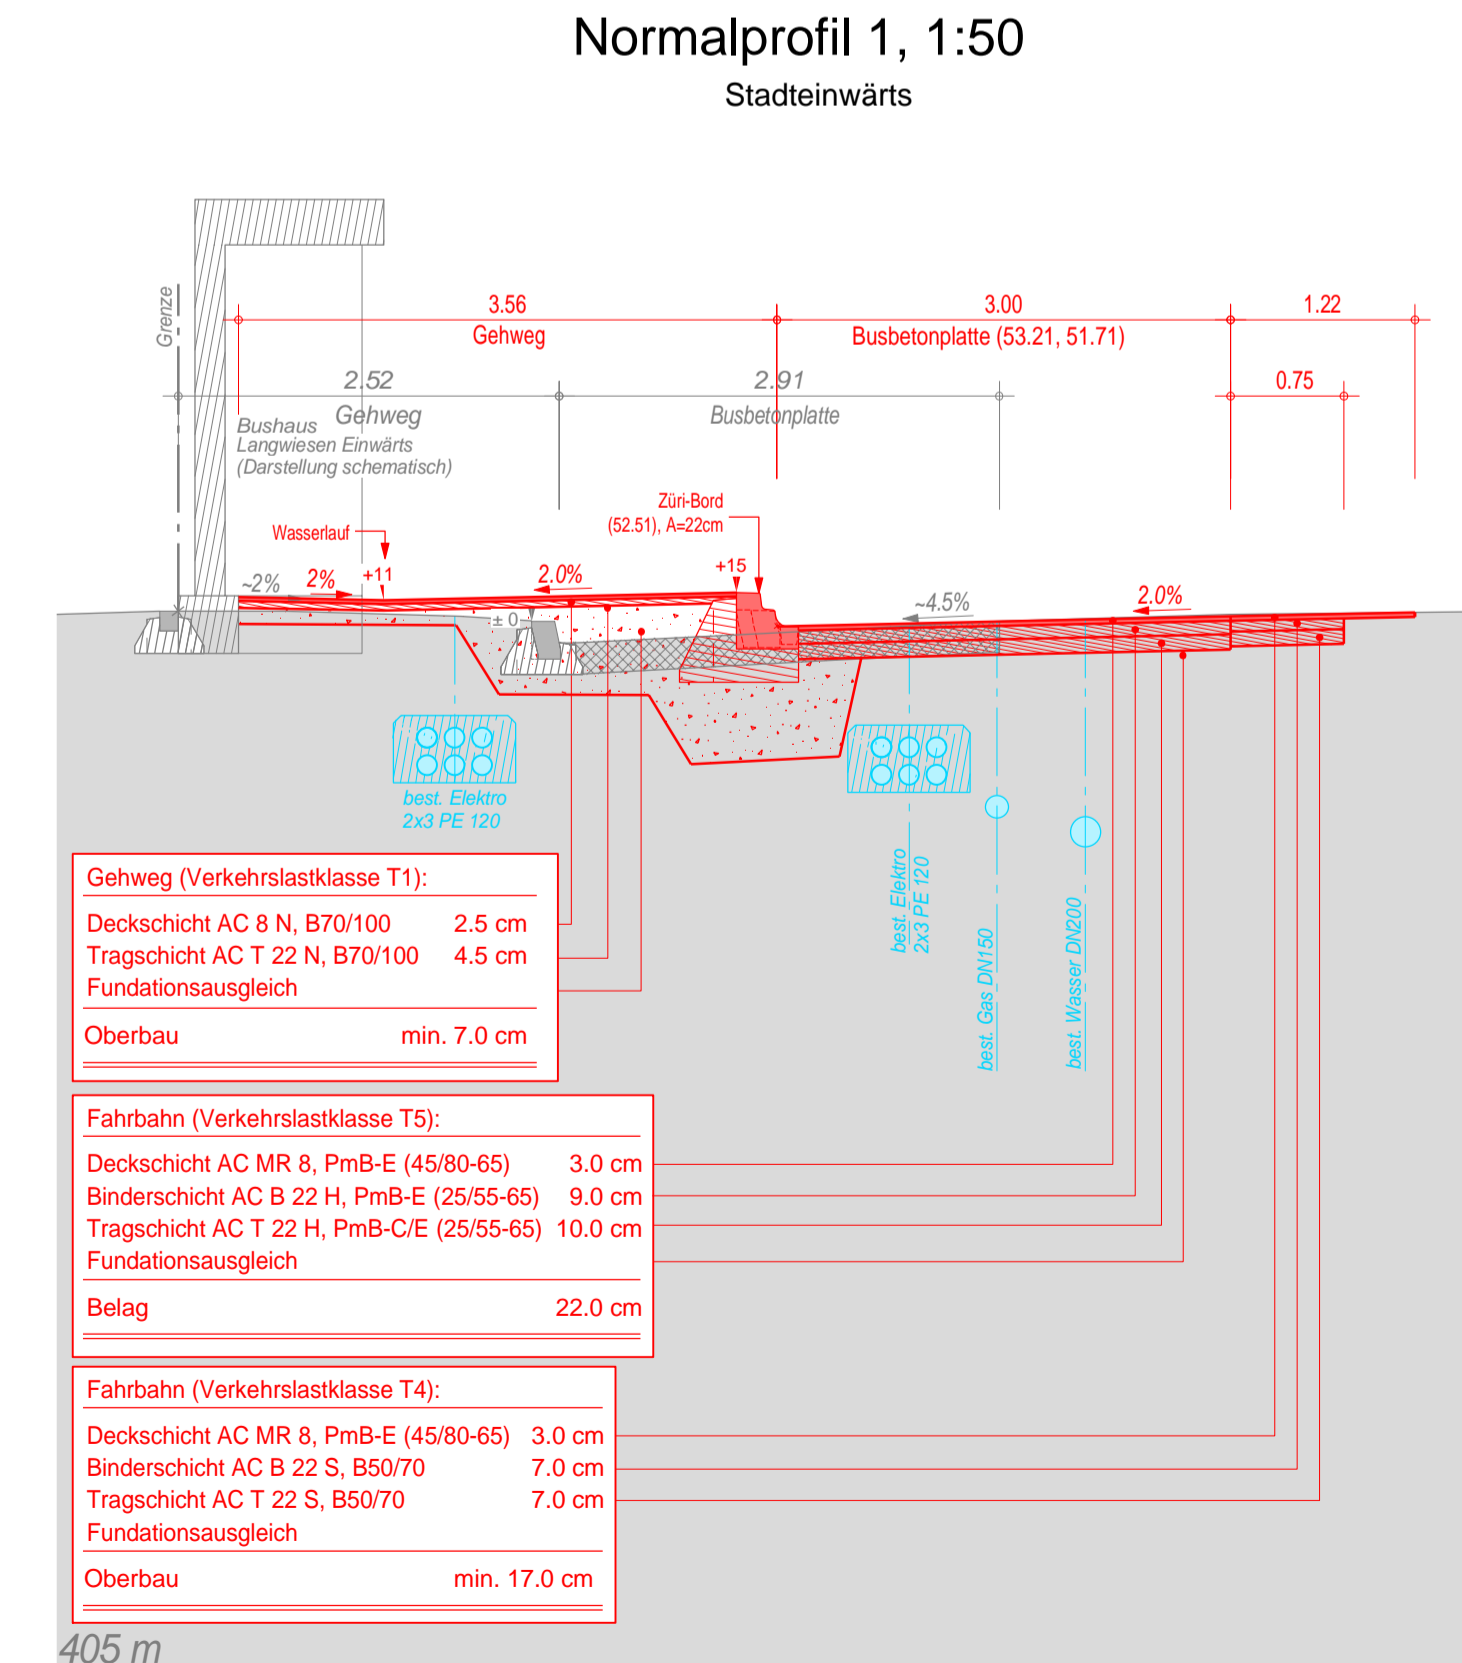 Normalprofil 1, 1:50
Stadteinwärts
Grenze
3.56
Gehweg
3.00
Busbetonplatte (53.21, 51.71)
1.22
0.75
2.52
Gehweg
2.91
Busbetonplatte
Bushaus
Langwiesen Einwärts
(Darstellung schematisch)
Züri-Bord
(52.51), A=22cm
Wasserlauf
~2%
2%
+11
2.0%
+15
± 0
~4.5%
2.0%
best. Elektro
2x3 PE 120
best. Elektro
2x3 PE 120
best. Gas DN150
best. Wasser DN200
Gehweg (Verkehrslastklasse T1):
Deckschicht AC 8 N, B70/100 2.5 cm
Tragschicht AC T 22 N, B70/100 4.5 cm
Fundationsausgleich
Oberbau min. 7.0 cm
Fahrbahn (Verkehrslastklasse T5):
Deckschicht AC MR 8, PmB-E (45/80-65) 3.0 cm
Binderschicht AC B 22 H, PmB-E (25/55-65) 9.0 cm
Tragschicht AC T 22 H, PmB-C/E (25/55-65) 10.0 cm
Fundationsausgleich
Belag 22.0 cm
Fahrbahn (Verkehrslastklasse T4):
Deckschicht AC MR 8, PmB-E (45/80-65) 3.0 cm
Binderschicht AC B 22 S, B50/70 7.0 cm
Tragschicht AC T 22 S, B50/70 7.0 cm
Fundationsausgleich
Oberbau min. 17.0 cm
405 m